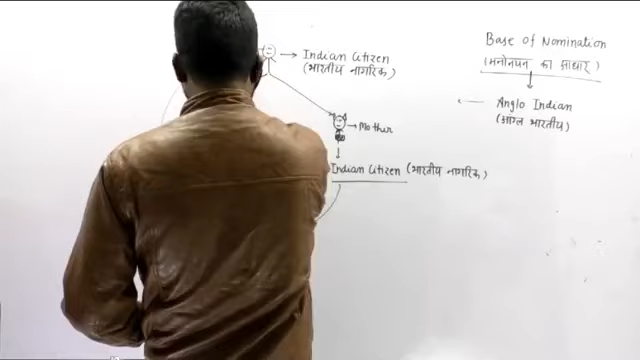 Indian Citizen
(भारतीय नागरिक)
Mother
Indian Citizen (भारतीय नागरिक)
Base of Nomination
(मनोनयन का आधार)
Anglo Indian
(आंग्ल भारतीय)